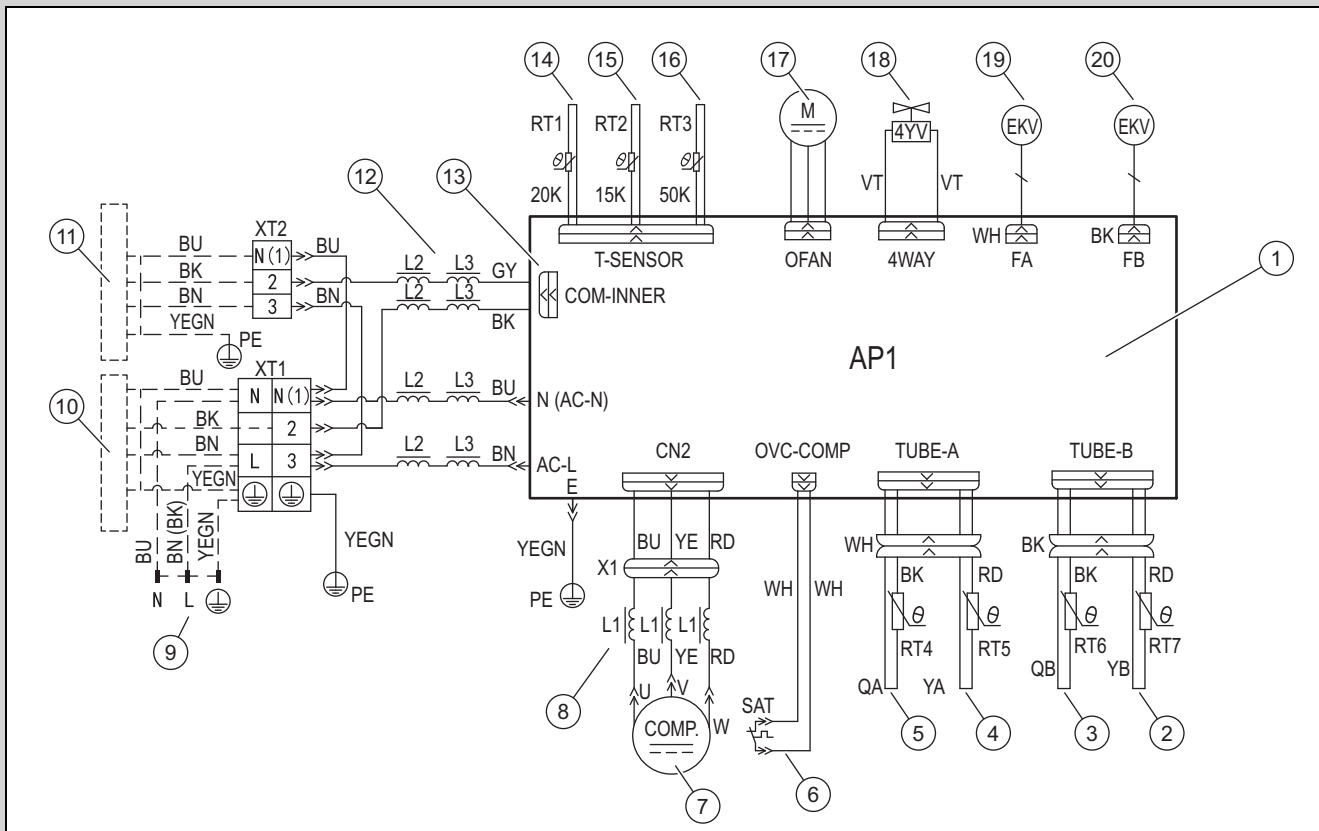 14 15 16 17 18 19 20
RT1 RT2 RT3 M 4YV EKV EKV
θ θ θ
20K 15K 50K VT VT
12 13
11
XT2
WH BK
T-SENSOR OFAN 4WAY FA FB
BU N(1) BU
BK 2 L2 L3 GY
BN 3 BN L2 L3 BK
COM-INNER
YEGN PE
1
AP1
XT1
10
BU N N(1) L2 L3 BU N (AC-N)
BK 2
BN L 3 L2 L3 BN AC-L
YEGN
E
CN2 OVC-COMP TUBE-A TUBE-B
BU BN (BK) YEGN
YEGN PE
YEGN PE
N L
9
BU YE RD
X1
L1 L1 L1
BU YE RD
8
U V W
COMP.
7
WH WH
SAT
6
WH BK
BK RD BK RD
θ θ θ θ
RT4 RT5 RT6 RT7
QA YA QB YB
5 4 3 2